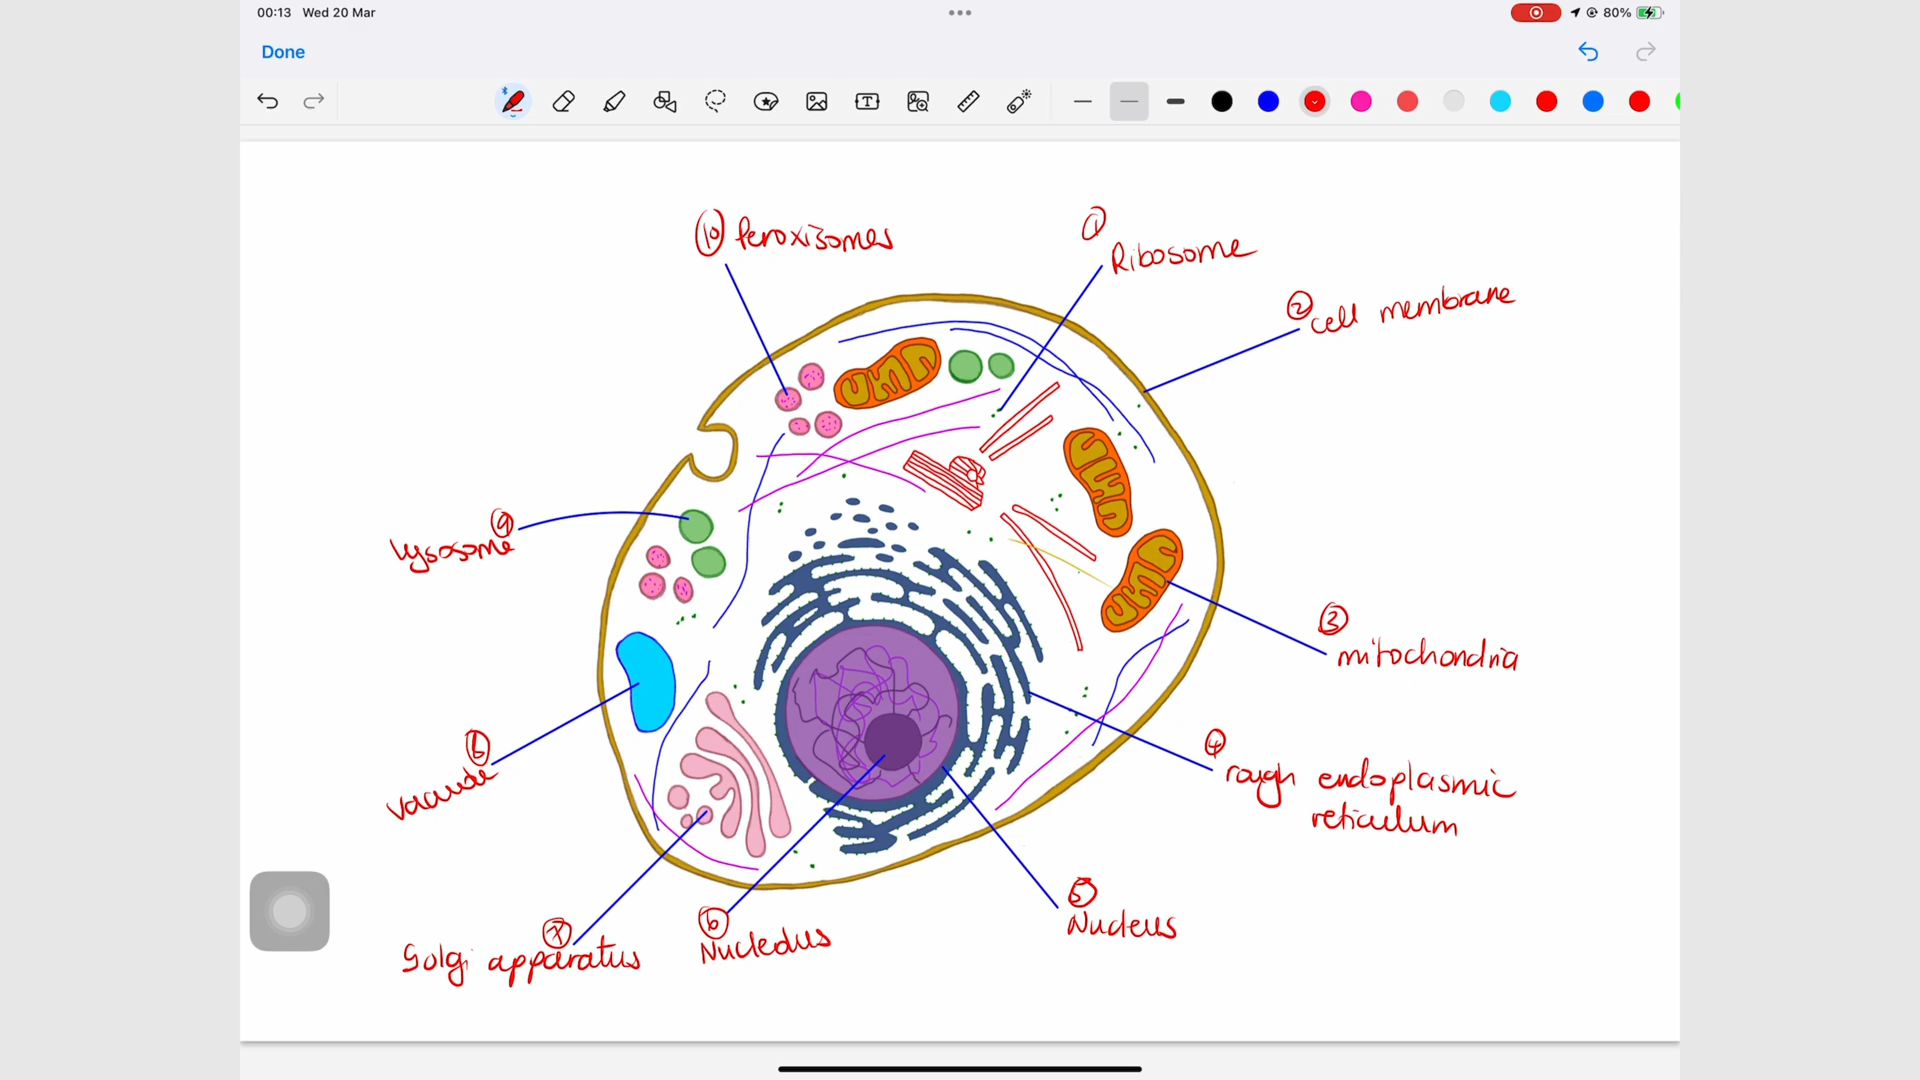 00:13 Wed 20 Mar
80%
Done
10 Peroxisomes
1
Ribosome
2 cell membrane
9
lysosome
3
mitochondria
8
vacuole
4
rough endoplasmic
reticulum
5
Nucleus
6
Nucleolus
7
Golgi apparatus